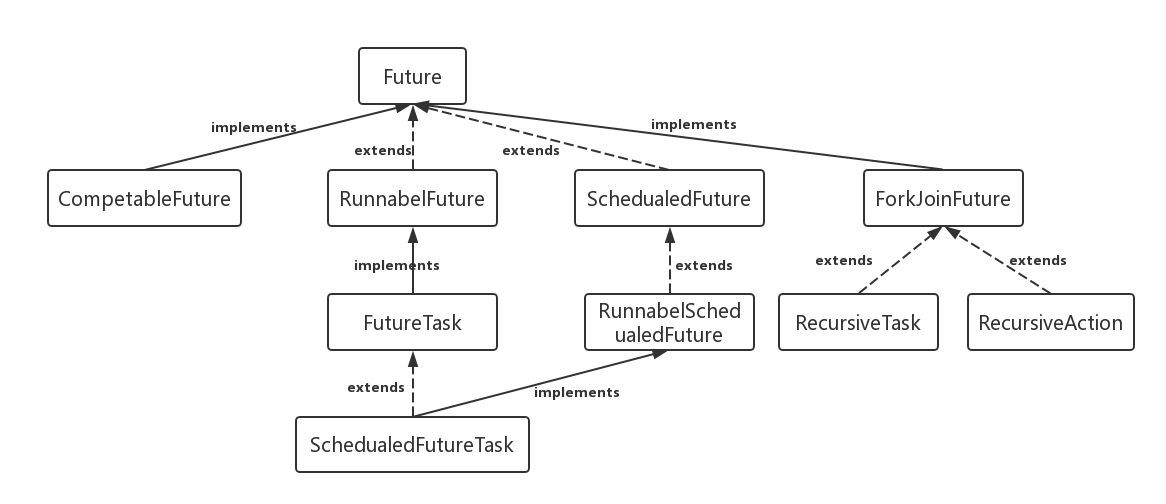 Future
implements
implements
extends
extends
CompetableFuture
RunnabelFuture
SchedualedFuture
ForkJoinFuture
extends
extends
implements
extends
FutureTask
RunnabelSched
ualedFuture
RecursiveTask
RecursiveAction
extends
implements
SchedualedFutureTask